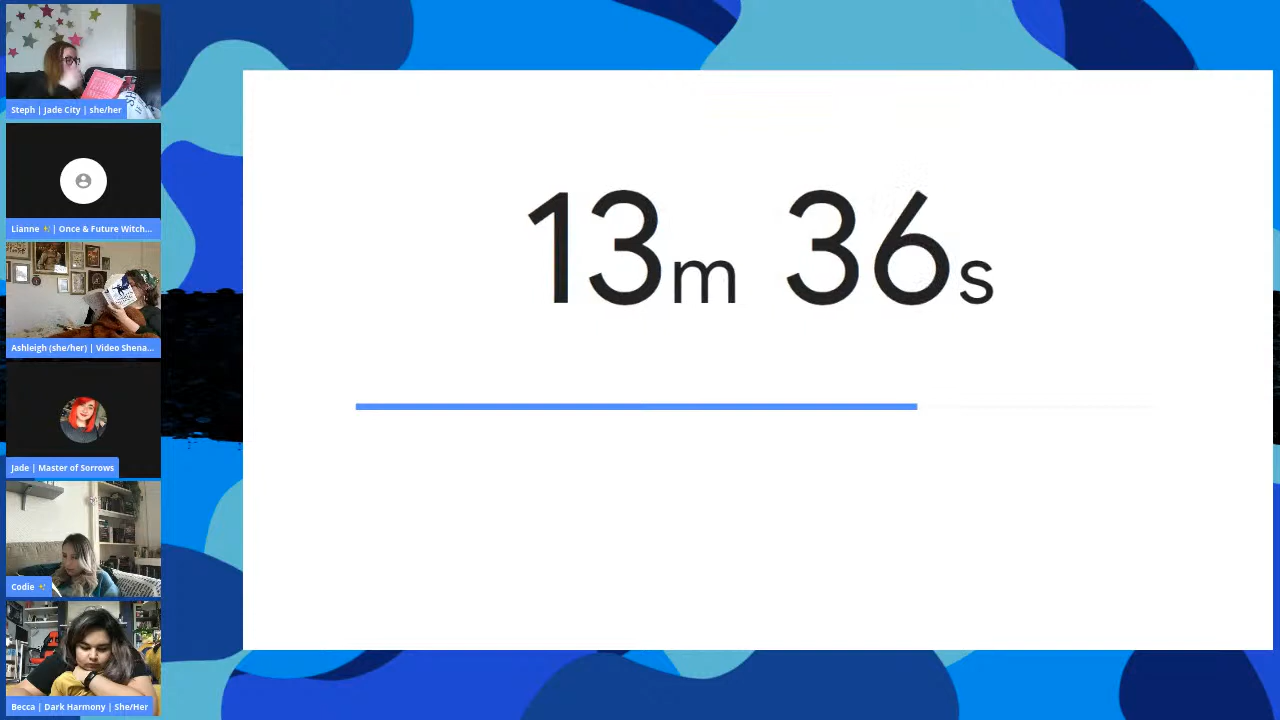 Steph | Jade City | she/her
Lianne ✨ | Once & Future Witch...
Ashleigh (she/her) | Video Shena...
Jade | Master of Sorrows
Codie ✨
Becca | Dark Harmony | She/Her
13m 36s